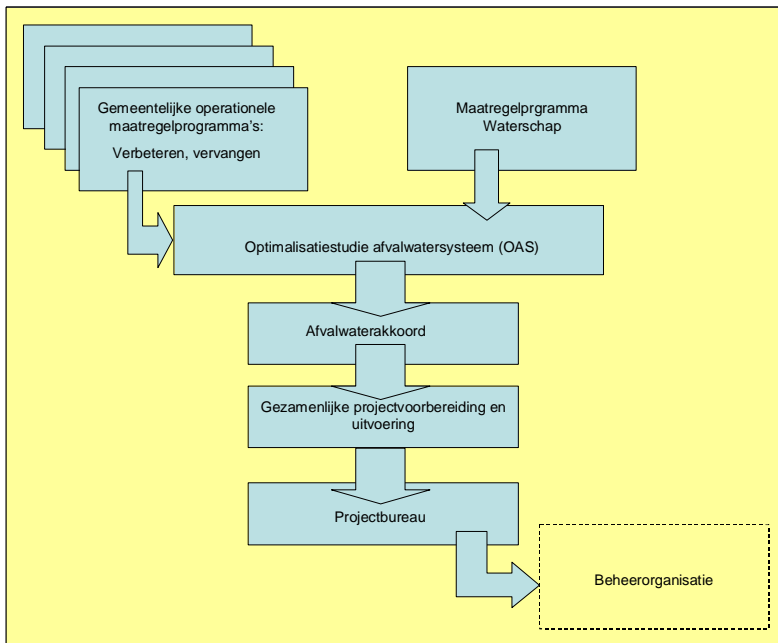 Gemeentelijke operationele
maatregelprogramma's:
Verbeteren, vervangen
Maatregelprgramma
Waterschap
Optimalisatiestudie afvalwatersysteem (OAS)
Afvalwaterakkoord
Gezamenlijke projectvoorbereiding en
uitvoering
Projectbureau
Beheerorganisatie